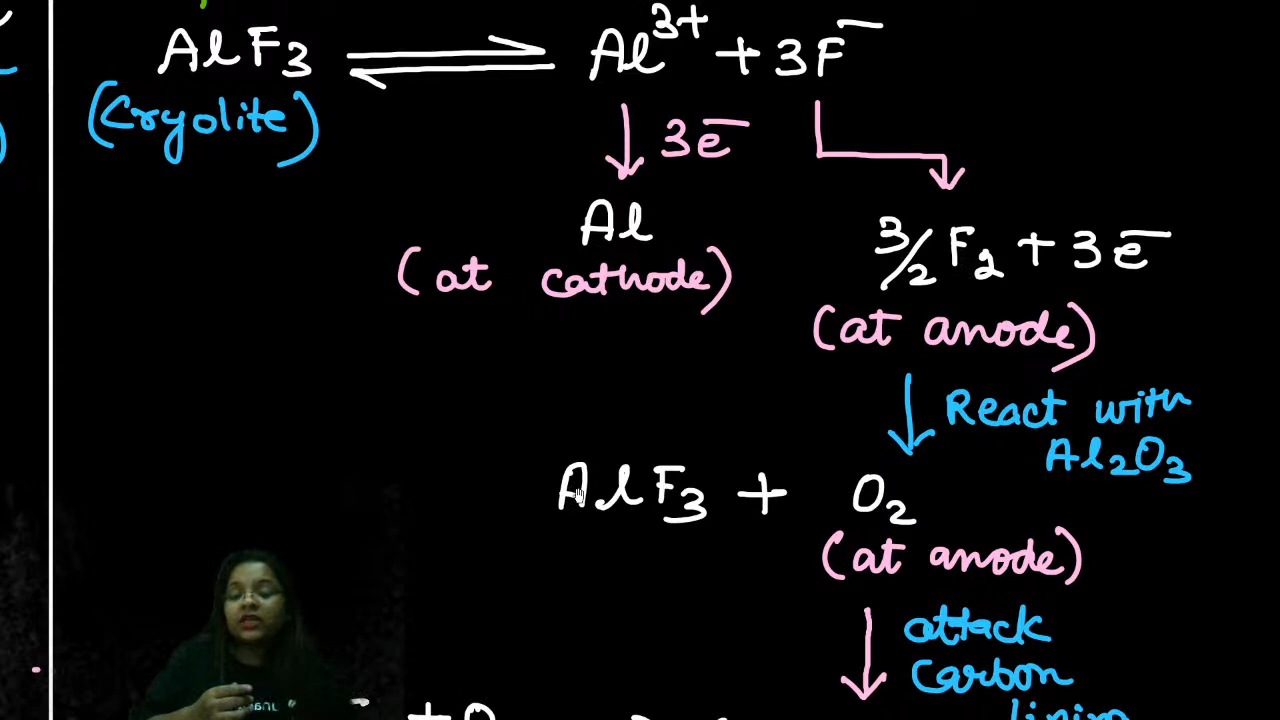 AlF3 ⇌ Al³⁺ + 3F⁻
(Cryolite)
3e⁻
Al
(at cathode)
3/2 F2 + 3e⁻
(at anode)
React with
Al2O3
AlF3 + O2
(at anode)
attack
Carbon
lining